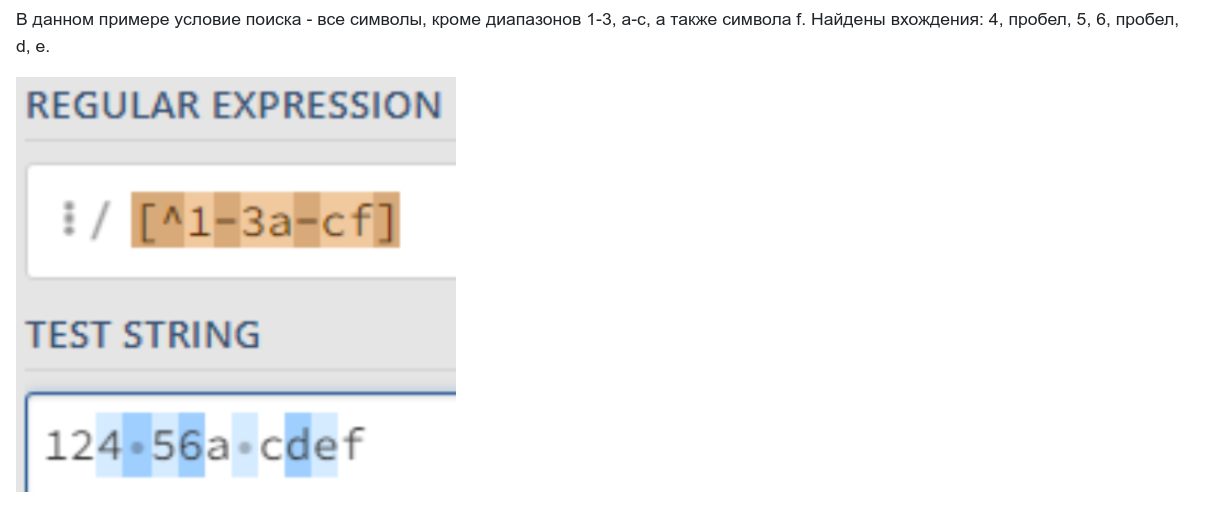 В данном примере условие поиска - все символы, кроме диапазонов 1-3, a-c, а также символа f. Найдены вхождения: 4, пробел, 5, 6, пробел,
d, e.
REGULAR EXPRESSION
⋮ / [^1-3a-cf]
TEST STRING
124·56a·cdef